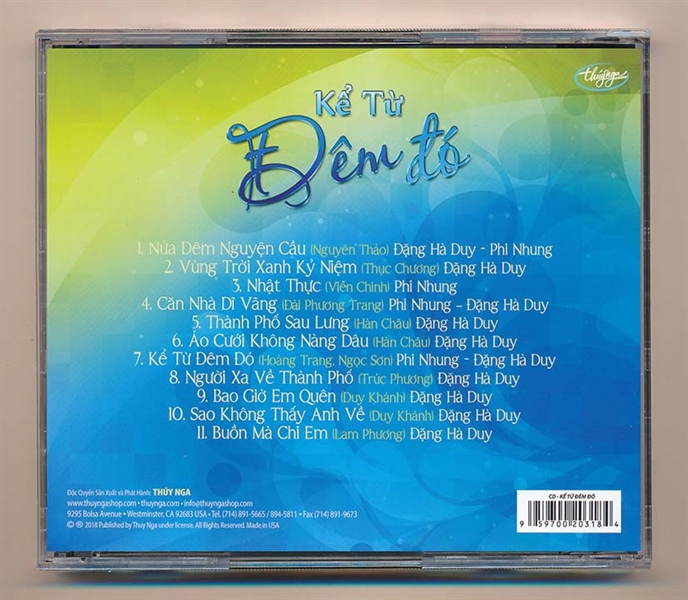 thúynga
Kể Từ
Đêm đó
1. Nửa Đêm Nguyện Cầu (Nguyên Thảo) Đặng Hà Duy - Phi Nhung
2. Vùng Trời Xanh Kỷ Niệm (Thục Chương) Đặng Hà Duy
3. Nhật Thực (Viễn Chinh) Phi Nhung
4. Căn Nhà Dĩ Vãng (Đài Phương Trang) Phi Nhung - Đặng Hà Duy
5. Thành Phố Sau Lưng (Hàn Châu) Đặng Hà Duy
6. Áo Cưới Không Nàng Dâu (Hàn Châu) Đặng Hà Duy
7. Kể Từ Đêm Đó (Hoàng Trang, Ngọc Sơn) Phi Nhung - Đặng Hà Duy
8. Người Xa Về Thành Phố (Trúc Phương) Đặng Hà Duy
9. Bao Giờ Em Quên (Duy Khánh) Đặng Hà Duy
10. Sao Không Thấy Anh Về (Duy Khánh) Đặng Hà Duy
11. Buồn Mà Chi Em (Lam Phương) Đặng Hà Duy
Độc Quyền Sản Xuất và Phát Hành: THÚY NGA
www.thuyngashop.com • thuynga.com • info@thuyngashop.com
9295 Bolsa Avenue • Westminster, CA 92683 USA • Tel. (714) 891-5665 / 894-5811 • Fax (714) 891-9673
© ℗ 2018 Published by Thuy Nga under license. All Rights Reserved. Made in USA
CD - KỂ TỪ ĐÊM ĐÓ
9 59700 20318 4